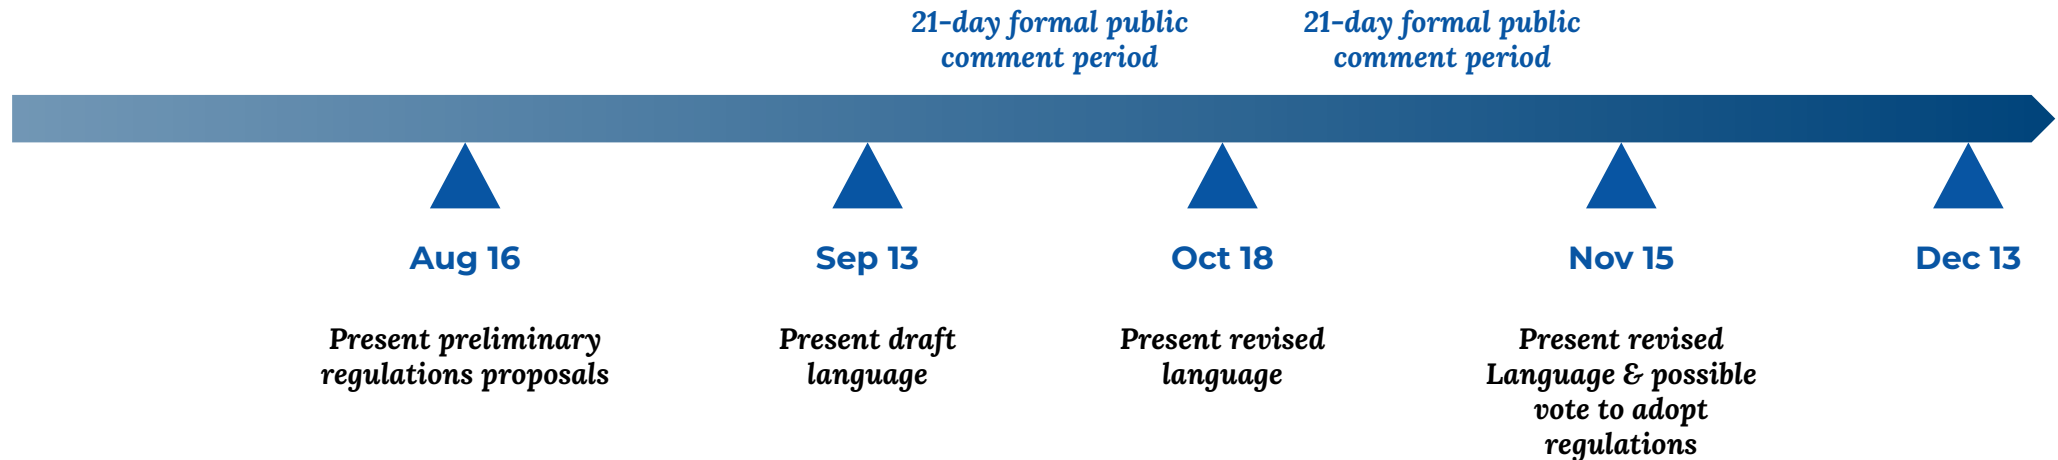 21-day formal public
comment period
21-day formal public
comment period
Aug 16
Sep 13
Oct 18
Nov 15
Dec 13
Present preliminary
regulations proposals
Present draft
language
Present revised
language
Present revised
Language & possible
vote to adopt
regulations